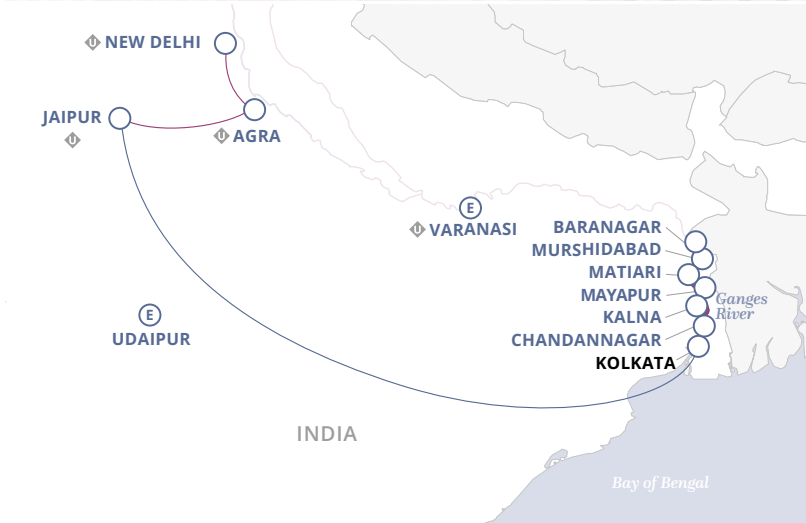 U NEW DELHI
JAIPUR
U
U AGRA
E
U VARANASI
BARANAGAR
MURSHIDABAD
MATIARI
MAYAPUR
KALNA
CHANDANNAGAR
KOLKATA
Ganges
River
E
UDAIPUR
INDIA
Bay of Bengal